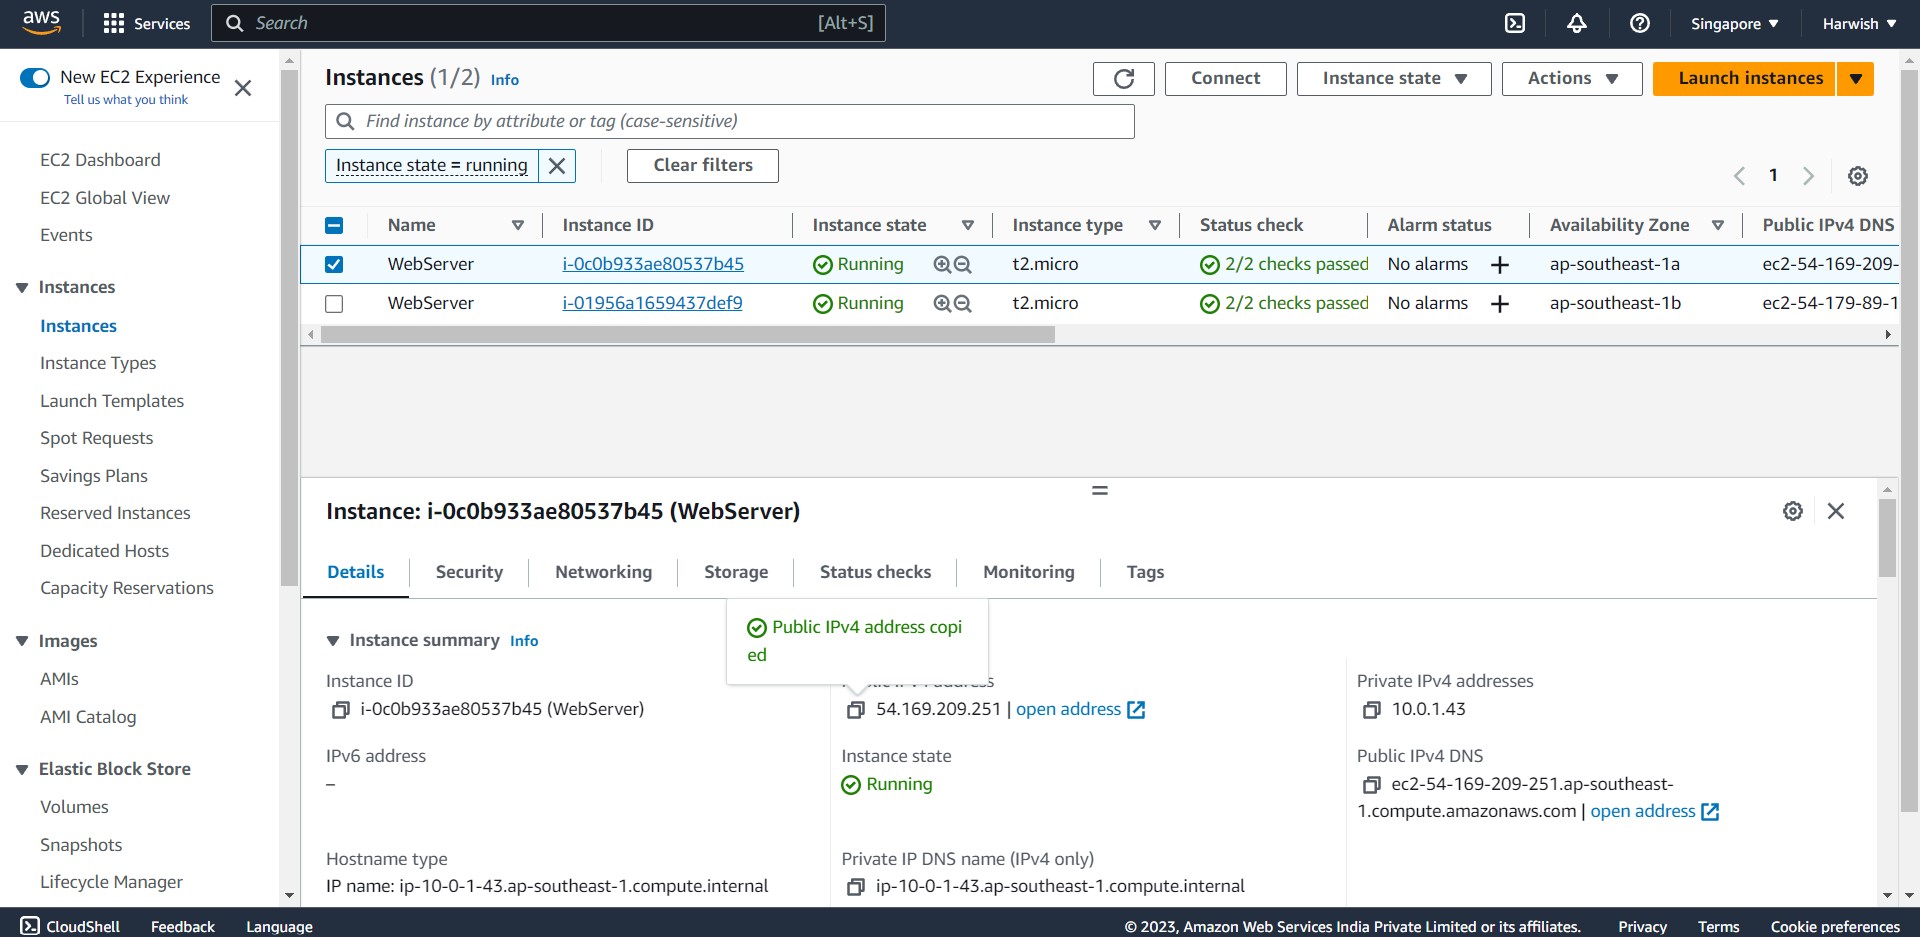 aws
Services
Search
[Alt+S]
Singapore
Harwish
New EC2 Experience
Tell us what you think
EC2 Dashboard
EC2 Global View
Events
Instances
Instances
Instance Types
Launch Templates
Spot Requests
Savings Plans
Reserved Instances
Dedicated Hosts
Capacity Reservations
Images
AMIs
AMI Catalog
Elastic Block Store
Volumes
Snapshots
Lifecycle Manager
Instances (1/2) Info
Connect
Instance state
Actions
Launch instances
Find instance by attribute or tag (case-sensitive)
Instance state = running
Clear filters
1
Name Instance ID Instance state Instance type Status check Alarm status Availability Zone Public IPv4 DNS
WebServer i-0c0b933ae80537b45 Running t2.micro 2/2 checks passed No alarms + ap-southeast-1a ec2-54-169-209-
WebServer i-01956a1659437def9 Running t2.micro 2/2 checks passed No alarms + ap-southeast-1b ec2-54-179-89-1
Instance: i-0c0b933ae80537b45 (WebServer)
Details Security Networking Storage Status checks Monitoring Tags
Public IPv4 address copi
ed
Instance summary Info
Instance ID
i-0c0b933ae80537b45 (WebServer)
54.169.209.251 | open address
Private IPv4 addresses
10.0.1.43
IPv6 address
–
Instance state
Running
Public IPv4 DNS
ec2-54-169-209-251.ap-southeast-
1.compute.amazonaws.com | open address
Hostname type
IP name: ip-10-0-1-43.ap-southeast-1.compute.internal
Private IP DNS name (IPv4 only)
ip-10-0-1-43.ap-southeast-1.compute.internal
CloudShell Feedback Language
© 2023, Amazon Web Services India Private Limited or its affiliates. Privacy Terms Cookie preferences